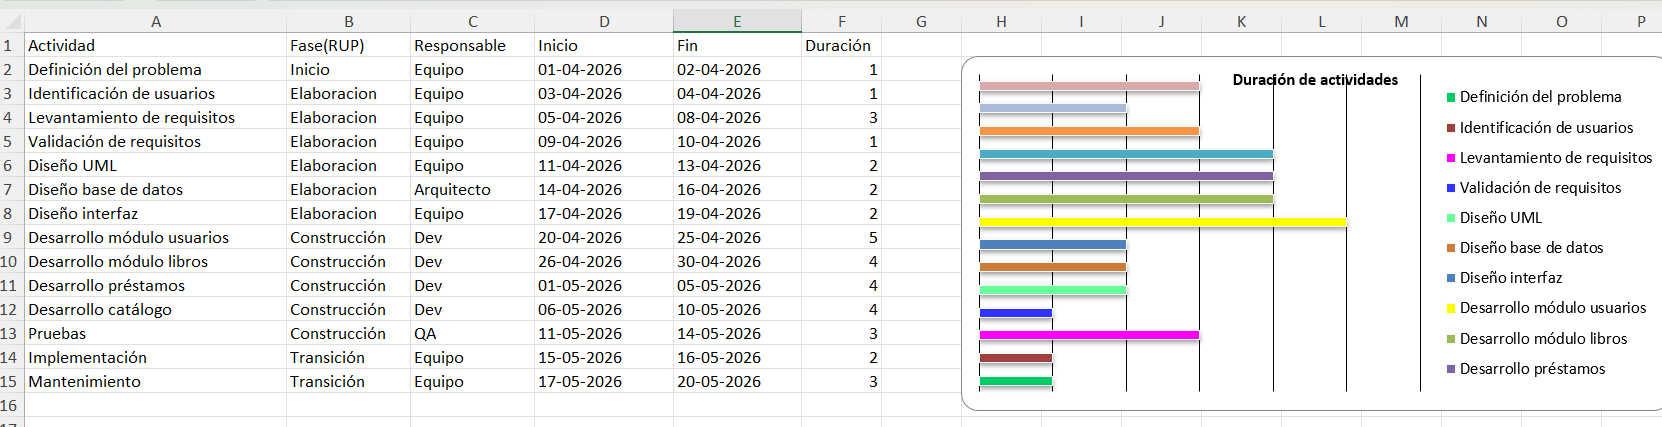 A B C D E F G H I J K L M N O P
1 Actividad Fase(RUP) Responsable Inicio Fin Duración
2 Definición del problema Inicio Equipo 01-04-2026 02-04-2026 1
3 Identificación de usuarios Elaboracion Equipo 03-04-2026 04-04-2026 1
4 Levantamiento de requisitos Elaboracion Equipo 05-04-2026 08-04-2026 3
5 Validación de requisitos Elaboracion Equipo 09-04-2026 10-04-2026 1
6 Diseño UML Elaboracion Equipo 11-04-2026 13-04-2026 2
7 Diseño base de datos Elaboracion Arquitecto 14-04-2026 16-04-2026 2
8 Diseño interfaz Elaboracion Equipo 17-04-2026 19-04-2026 2
9 Desarrollo módulo usuarios Construcción Dev 20-04-2026 25-04-2026 5
10 Desarrollo módulo libros Construcción Dev 26-04-2026 30-04-2026 4
11 Desarrollo préstamos Construcción Dev 01-05-2026 05-05-2026 4
12 Desarrollo catálogo Construcción Dev 06-05-2026 10-05-2026 4
13 Pruebas Construcción QA 11-05-2026 14-05-2026 3
14 Implementación Transición Equipo 15-05-2026 16-05-2026 2
15 Mantenimiento Transición Equipo 17-05-2026 20-05-2026 3
16
Duración de actividades
Definición del problema
Identificación de usuarios
Levantamiento de requisitos
Validación de requisitos
Diseño UML
Diseño base de datos
Diseño interfaz
Desarrollo módulo usuarios
Desarrollo módulo libros
Desarrollo préstamos